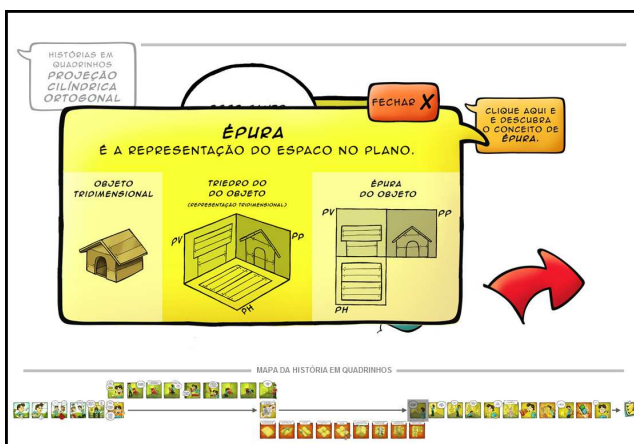 HISTÓRIAS EM
QUADRINHOS
PROJEÇÃO
CILÍNDRICA
ORTOGONAL
FECHAR X
CLIQUE AQUI E
E DESCUBRA
O CONCEITO DE
ÉPURA.
ÉPURA
É A REPRESENTAÇÃO DO ESPACO NO PLANO.
OBJETO
TRIDIMENSIONAL
TRIEDRO DO
DO OBJETO
(REPRESENTAÇÃO TRIDIMENSIONAL)
PV
PP
PH
ÉPURA
DO OBJETO
PV
PP
PH
MAPA DA HISTÓRIA EM QUADRINHOS